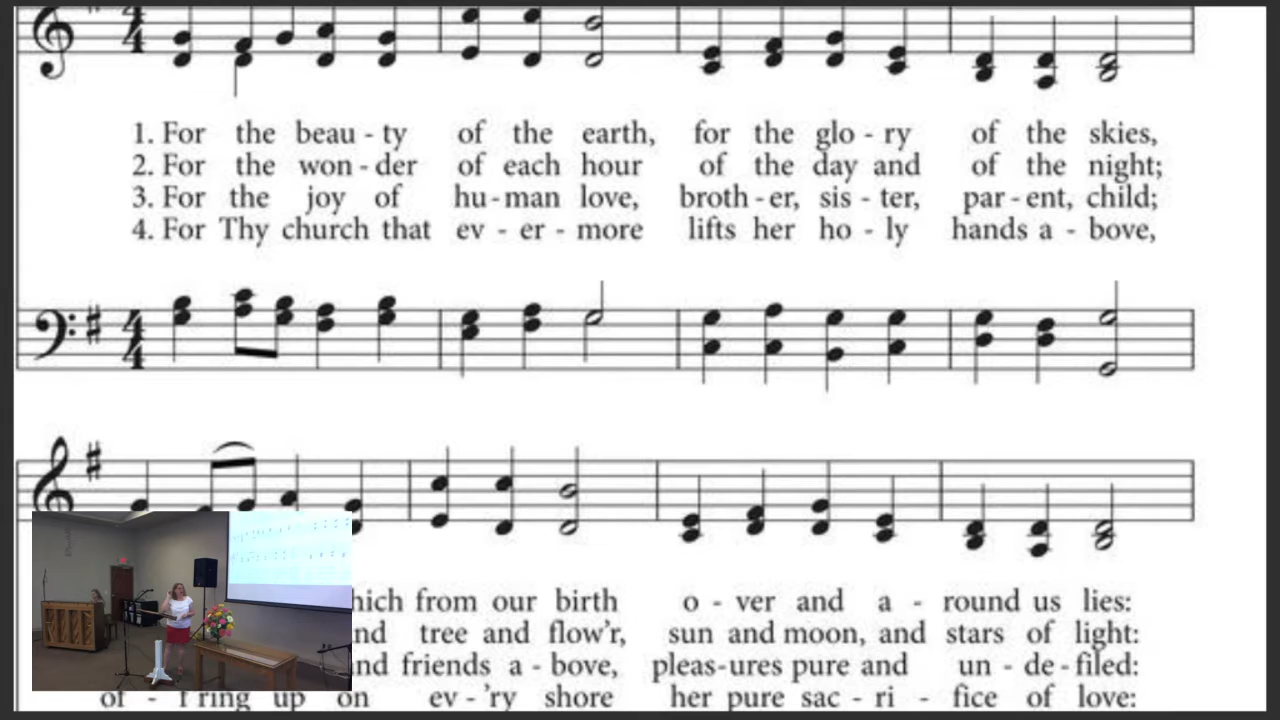 4 4
1. For the beau - ty of the earth, for the glo - ry of the skies,
2. For the won - der of each hour of the day and of the night;
3. For the joy of hu - man love, broth - er, sis - ter, par - ent, child;
4. For Thy church that ev - er - more lifts her ho - ly hands a - bove,
4 4
from our birth o - ver and a - round us lies:
tree and flow'r, sun and moon, and stars of light:
friends a - bove, pleas - ures pure and un - de - filed:
up on ev - 'ry shore her pure sac - ri - fice of love: